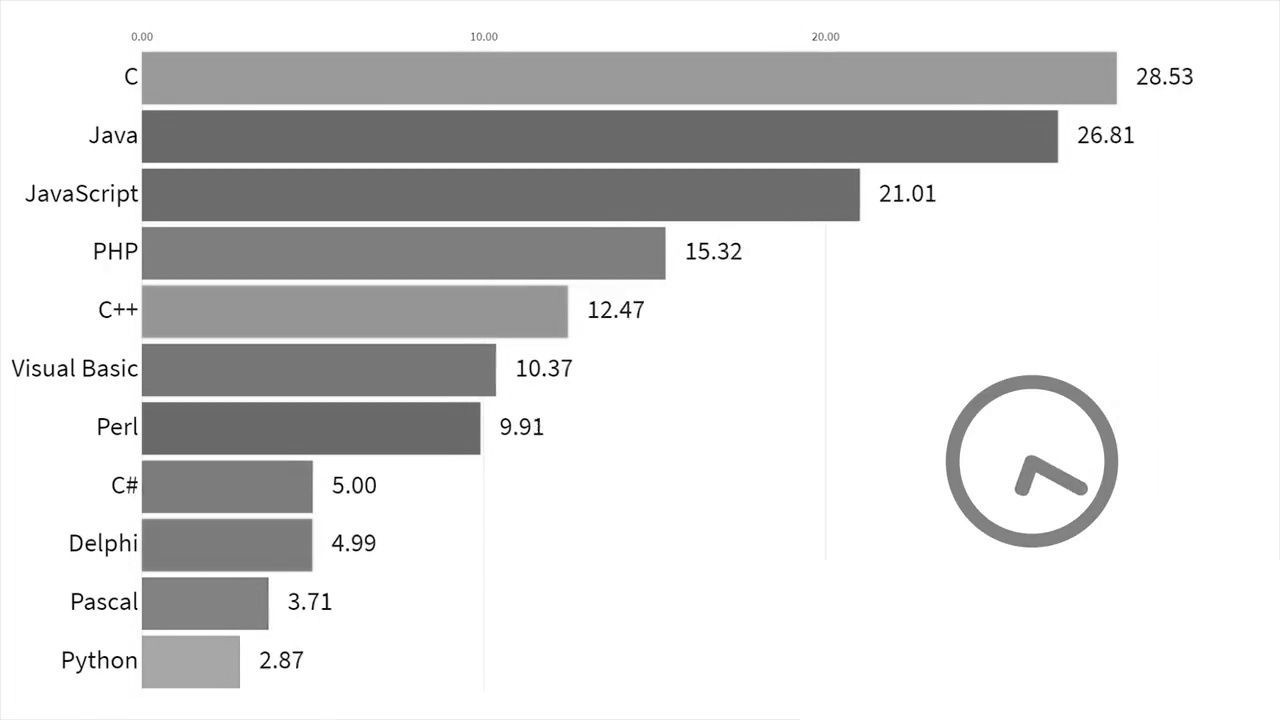 0.00 10.00 20.00
C 28.53
Java 26.81
JavaScript 21.01
PHP 15.32
C++ 12.47
Visual Basic 10.37
Perl 9.91
C# 5.00
Delphi 4.99
Pascal 3.71
Python 2.87